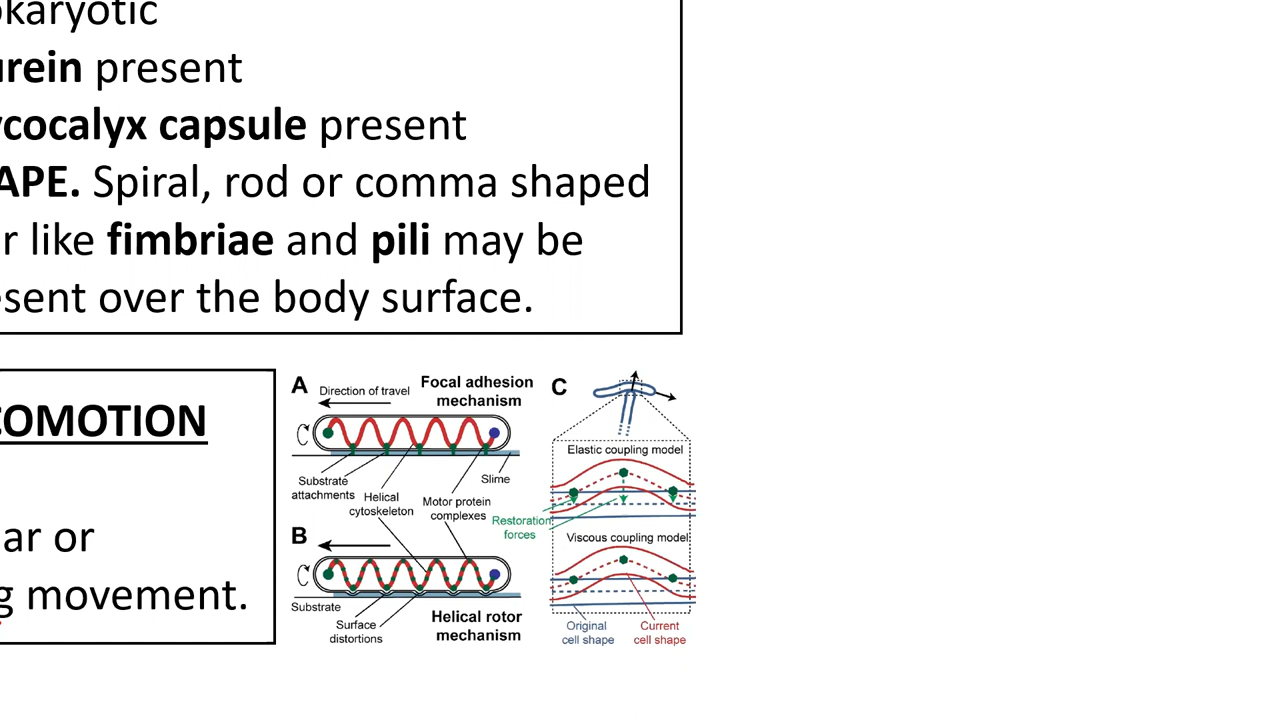 okaryotic
urein present
ycocalyx capsule present
APE. Spiral, rod or comma shaped
r like fimbriae and pili may be
esent over the body surface.
COMOTION
ar or
g movement.
A
Direction of travel
Focal adhesion
mechanism
Substrate
attachments
Helical
cytoskeleton
Motor protein
complexes
Slime
B
Substrate
Surface
distortions
Helical rotor
mechanism
C
Elastic coupling model
Restoration
forces
Viscous coupling model
Original
cell shape
Current
cell shape